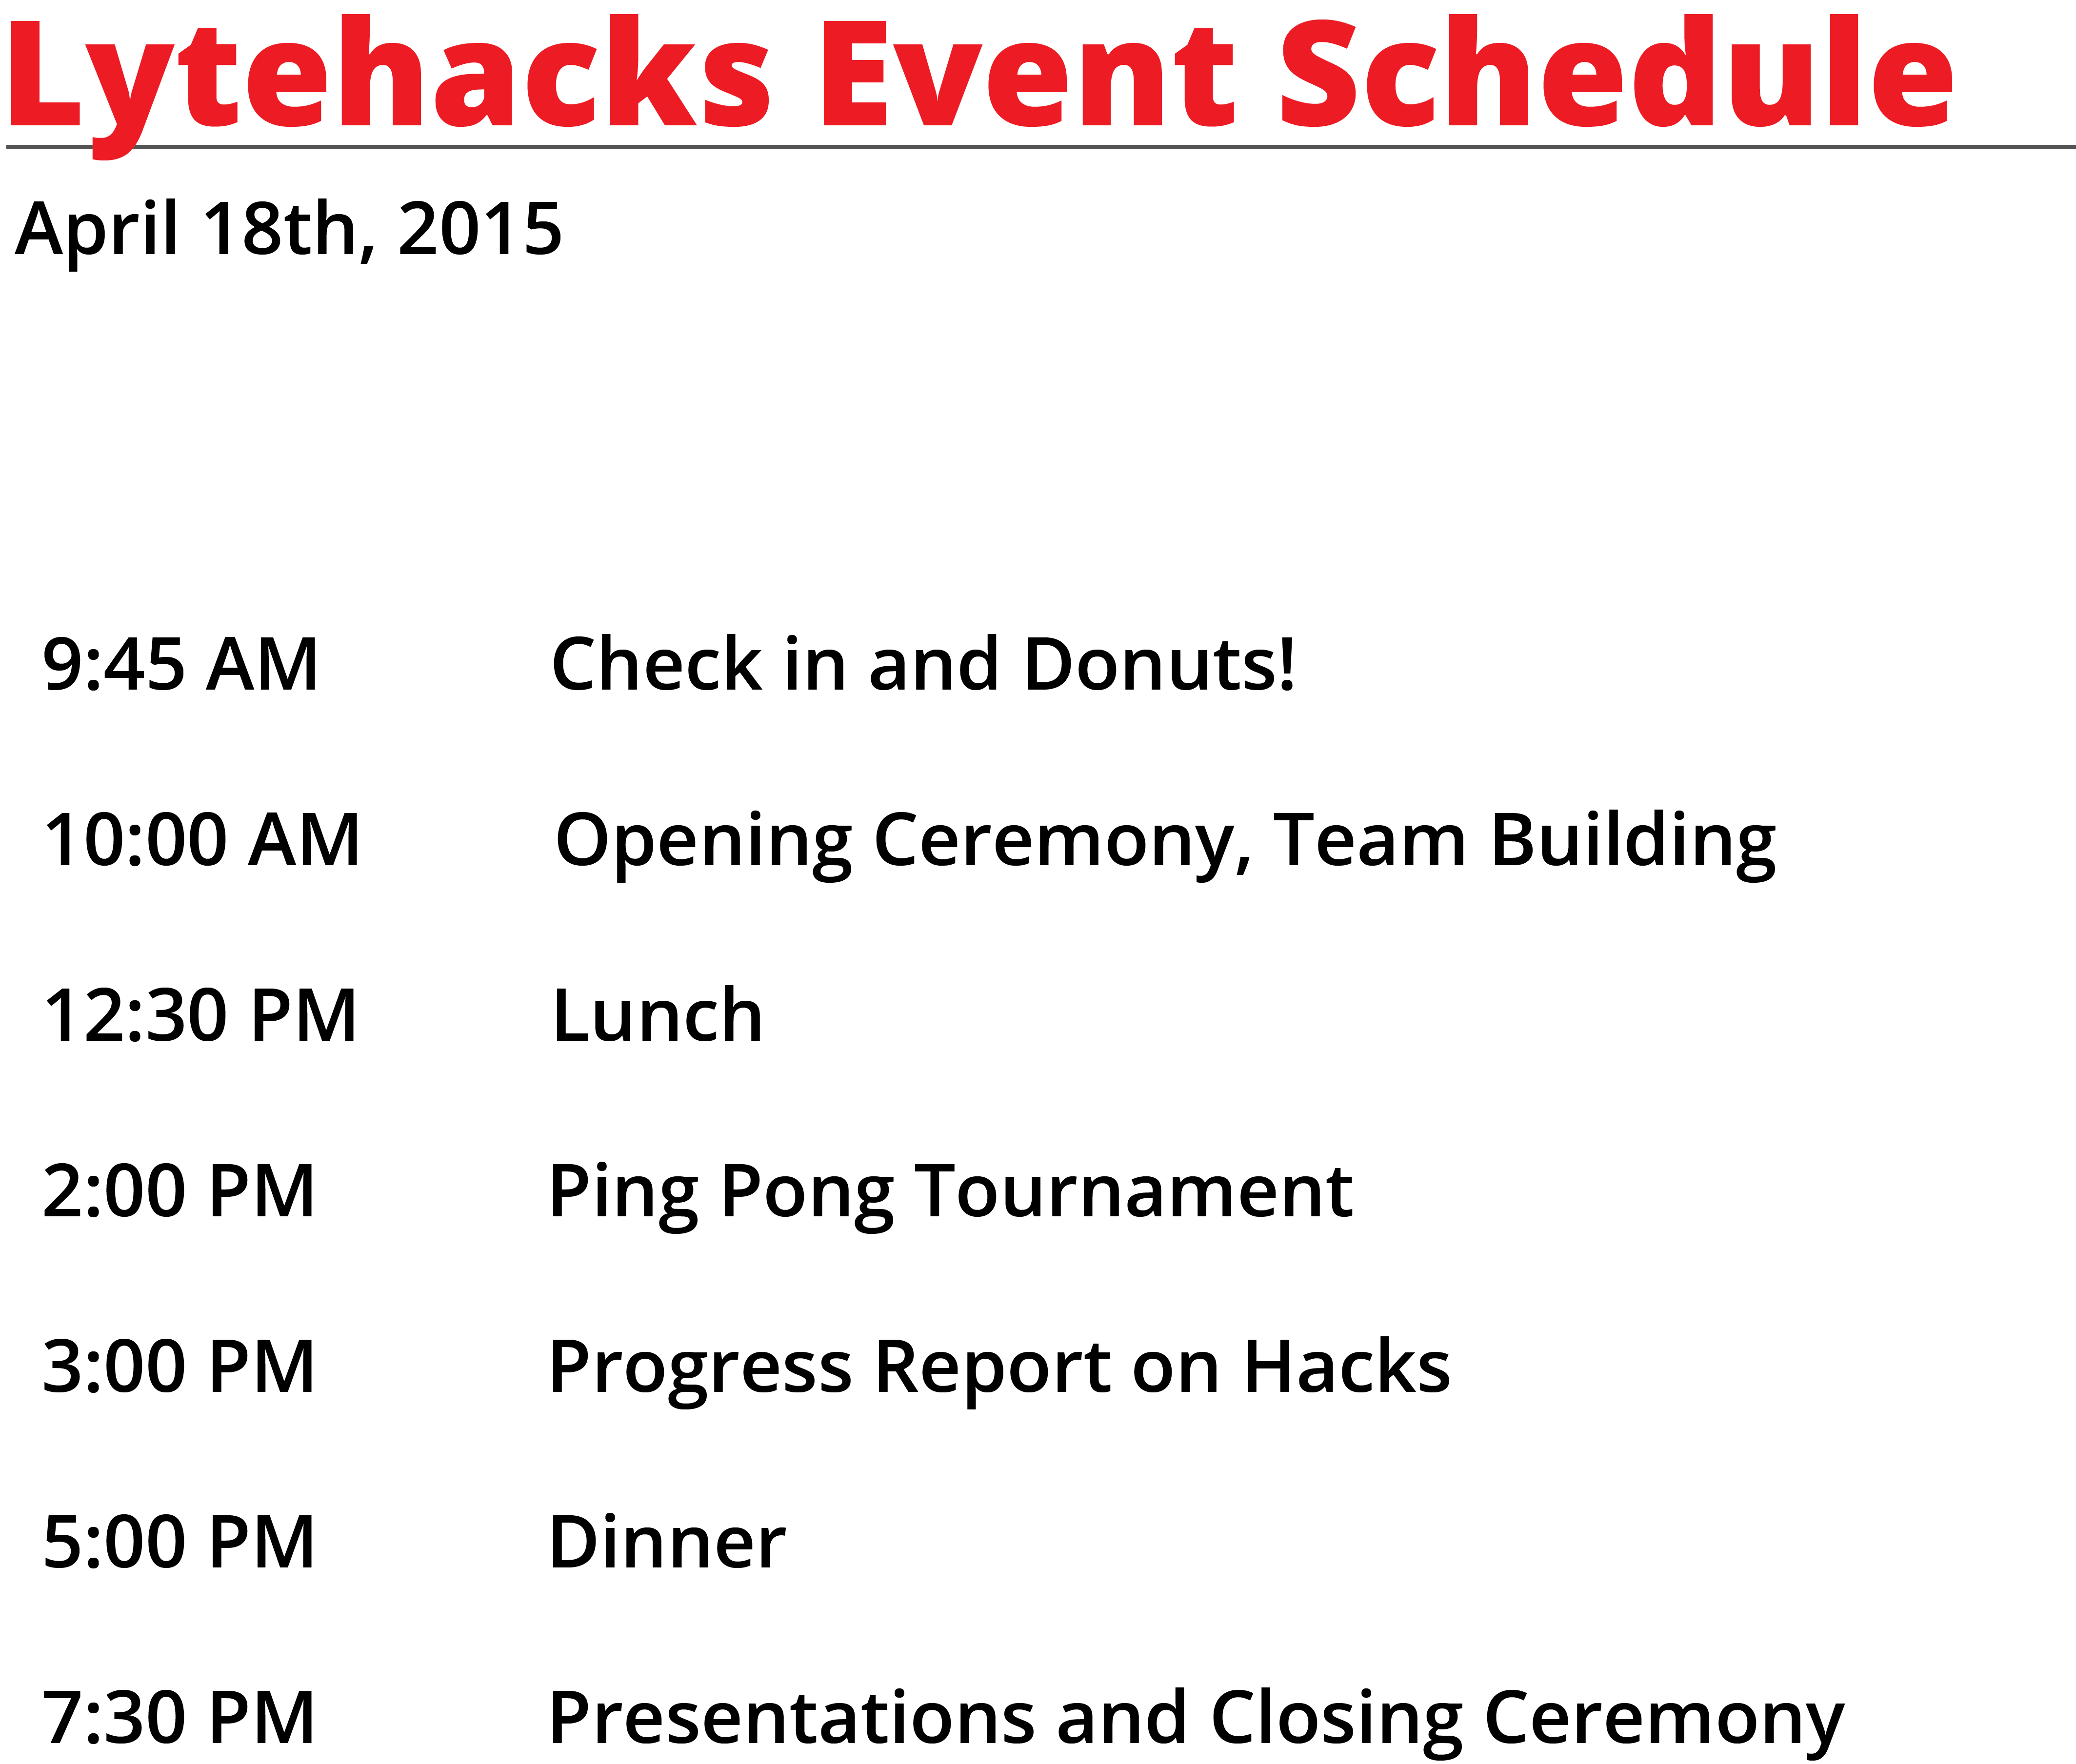 Lytehacks Event Schedule
April 18th, 2015
9:45 AM Check in and Donuts!
10:00 AM Opening Ceremony, Team Building
12:30 PM Lunch
2:00 PM Ping Pong Tournament
3:00 PM Progress Report on Hacks
5:00 PM Dinner
7:30 PM Presentations and Closing Ceremony